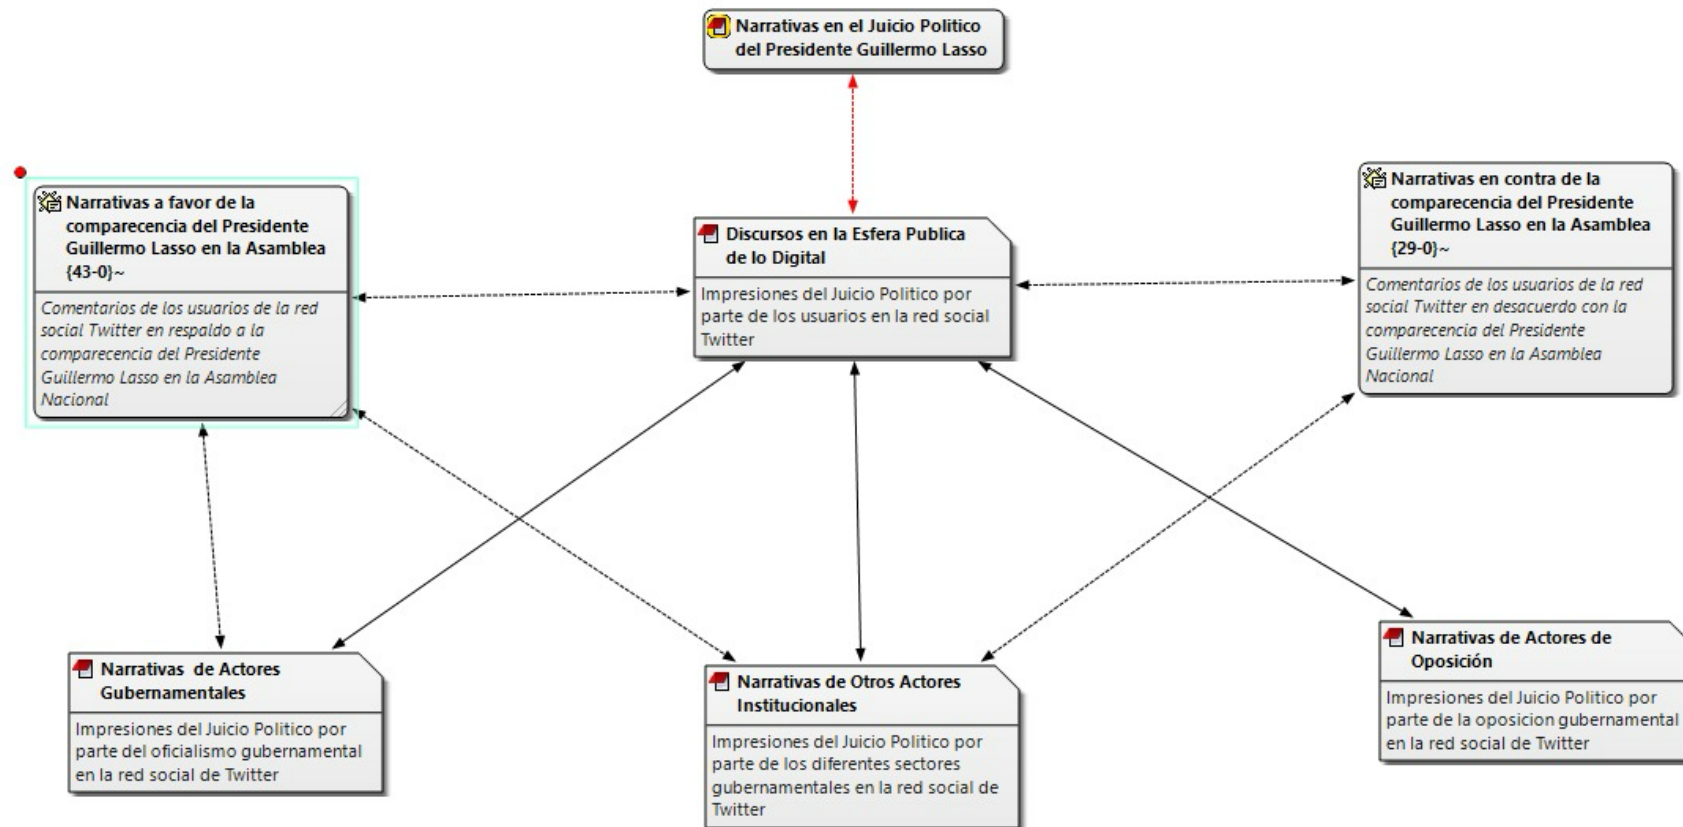 Narrativas en el Juicio Politico
del Presidente Guillermo Lasso
Narrativas a favor de la
comparecencia del Presidente
Guillermo Lasso en la Asamblea
{43-0}~
Comentarios de los usuarios de la red
social Twitter en respaldo a la
comparecencia del Presidente
Guillermo Lasso en la Asamblea
Nacional
Discursos en la Esfera Publica
de lo Digital
Impresiones del Juicio Politico por
parte de los usuarios en la red social
Twitter
Narrativas en contra de la
comparecencia del Presidente
Guillermo Lasso en la Asamblea
{29-0}~
Comentarios de los usuarios de la red
social Twitter en desacuerdo con la
comparecencia del Presidente
Guillermo Lasso en la Asamblea
Nacional
Narrativas de Actores
Gubernamentales
Impresiones del Juicio Politico por
parte del oficialismo gubernamental
en la red social de Twitter
Narrativas de Otros Actores
Institucionales
Impresiones del Juicio Politico por
parte de los diferentes sectores
gubernamentales en la red social de
Twitter
Narrativas de Actores de
Oposición
Impresiones del Juicio Politico por
parte de la oposicion gubernamental
en la red social de Twitter